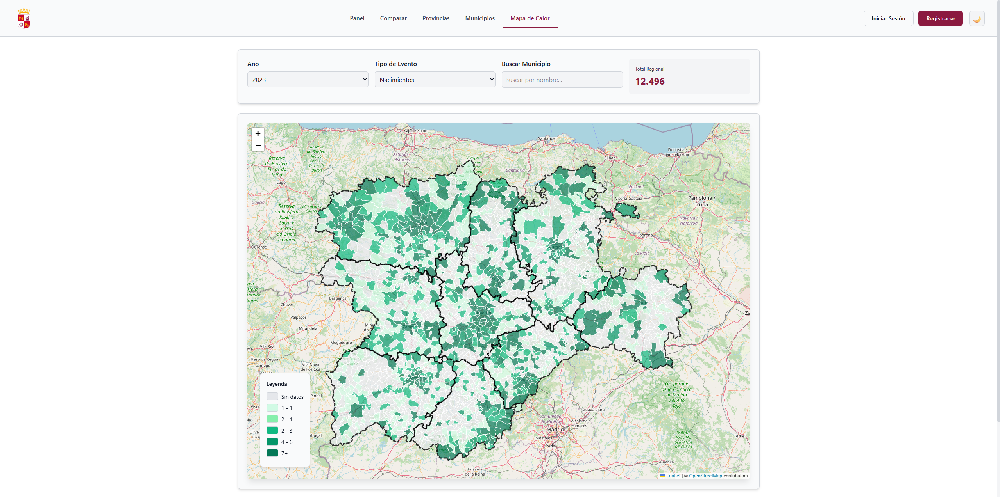 Panel
Comparar
Provincias
Municipios
Mapa de Calor
Iniciar Sesión
Registrarse
Año
Tipo de Evento
Buscar Municipio
2023
Nacimientos
Buscar por nombre...
Total Regional
12.496
+
−
Gijón / Xixón
Santander
Donostia /
San Sebastián
Bilbao
Reserva
da Biosfera
Río Eo,
Oscos e
Terras de
Burón
Asturias /
Asturies
Reserva
da Biosfera
Terras do
Miño
Parque
Cantabria
Lugo
Euskadi
Vitoria-Gasteiz
Pamplona /
Iruña
Galicia
Reserva
da Biosfera
Ribeira
Sacra e
Serras
do Oribio
e Courel
ZEC Ancares-
Courel
Navarra /
Nafarroa
Logroño
Ourense
La Rioja
Bragança
Chaves
Valpaços
Mirandela
Mogadouro
Vila Real
Peso da Régua
Lamego
Vila Nova
de Foz Coa
Leyenda
Sin datos
1 - 1
2 - 1
2 - 3
4 - 6
7+
Pinhel
Geoparque
de la Comarca
de Molina
y el Alto
Tajo
Guadalajara
Comunidad
de Madrid
Alcalá de
Henares
Madrid
Móstoles
Parla
PARQUE
NATUTAL
SERRANIA
DE CUECA
Teruel
Cuenca
Talavera
de la Reina
Leaflet | © OpenStreetMap contributors